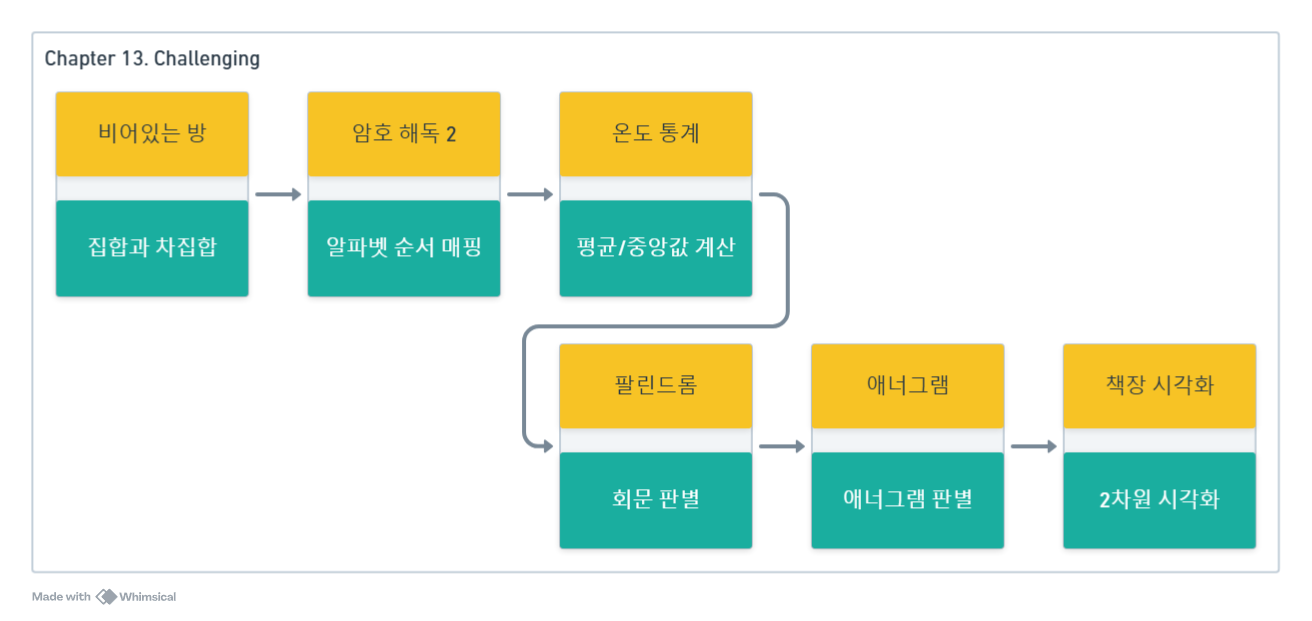 Chapter 13. Challenging
비어있는 방
집합과 차집합
암호 해독 2
알파벳 순서 매핑
온도 통계
평균/중앙값 계산
팔린드롬
회문 판별
애너그램
애너그램 판별
책장 시각화
2차원 시각화
Made with Whimsical